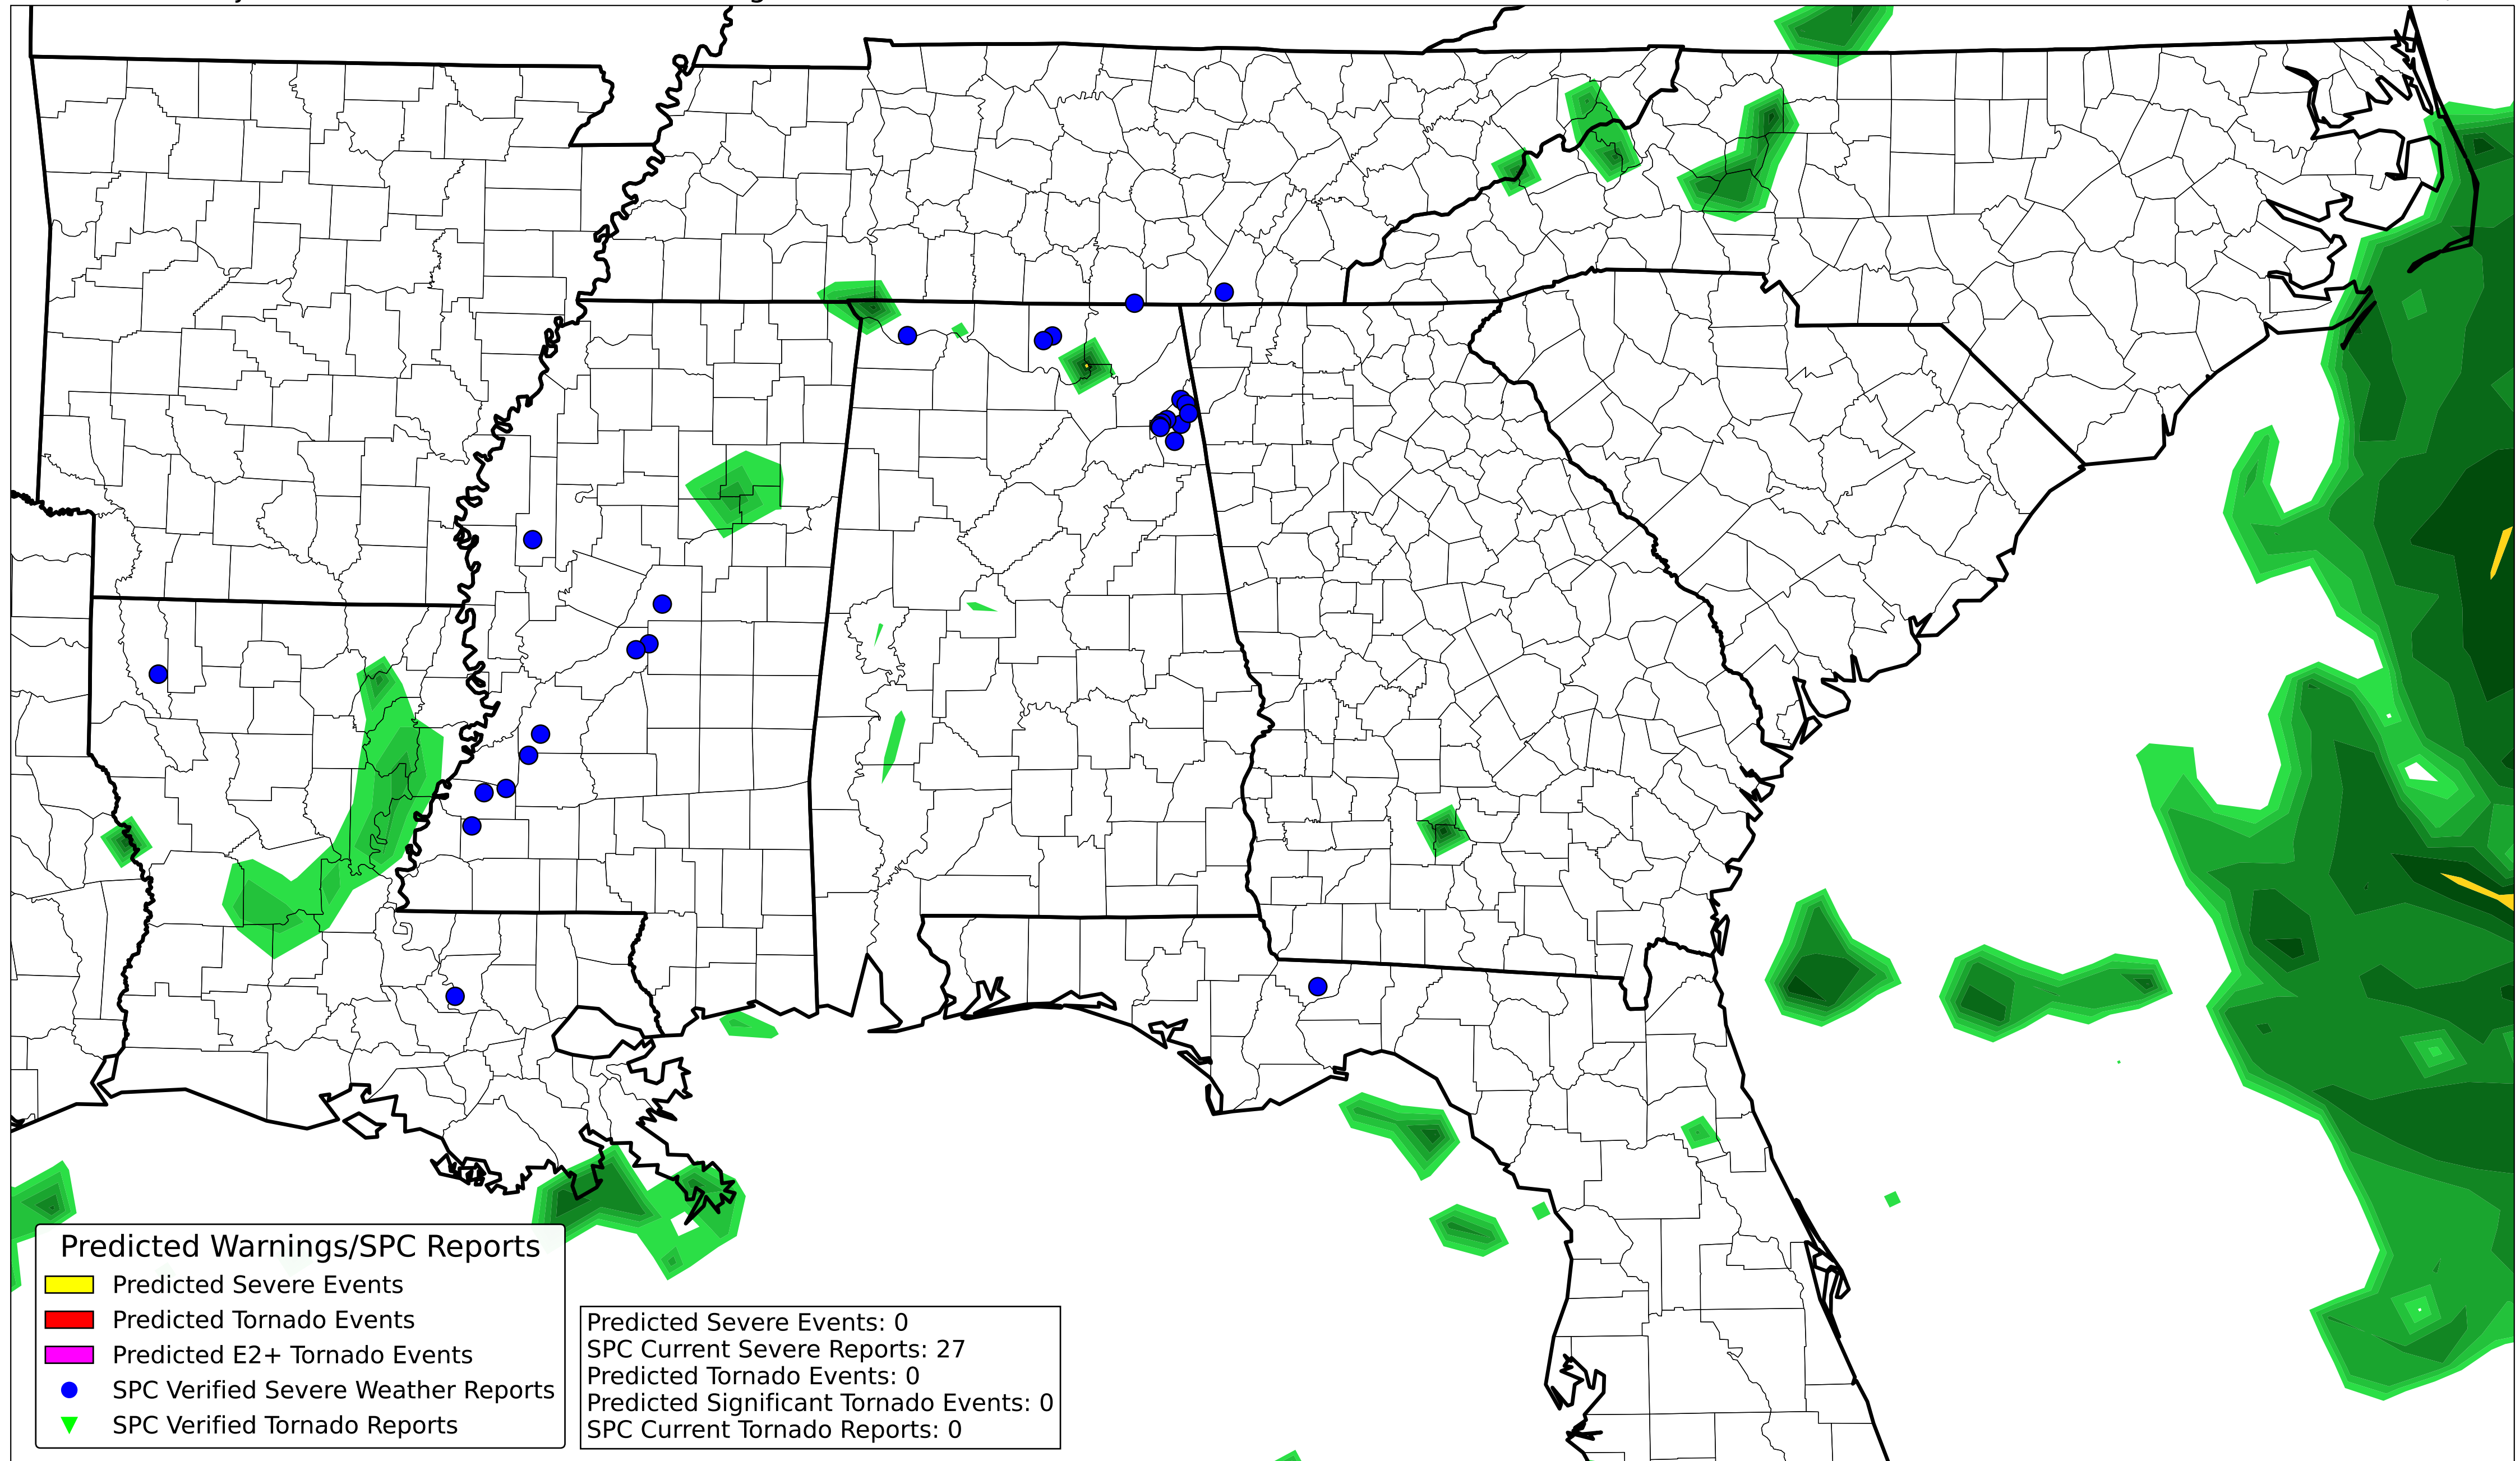 Predicted Warnings/SPC Reports
Predicted Severe Events
Predicted Tornado Events
Predicted E2+ Tornado Events
SPC Verified Severe Weather Reports
SPC Verified Tornado Reports
Predicted Severe Events: 0
SPC Current Severe Reports: 27
Predicted Tornado Events: 0
Predicted Significant Tornado Events: 0
SPC Current Tornado Reports: 0